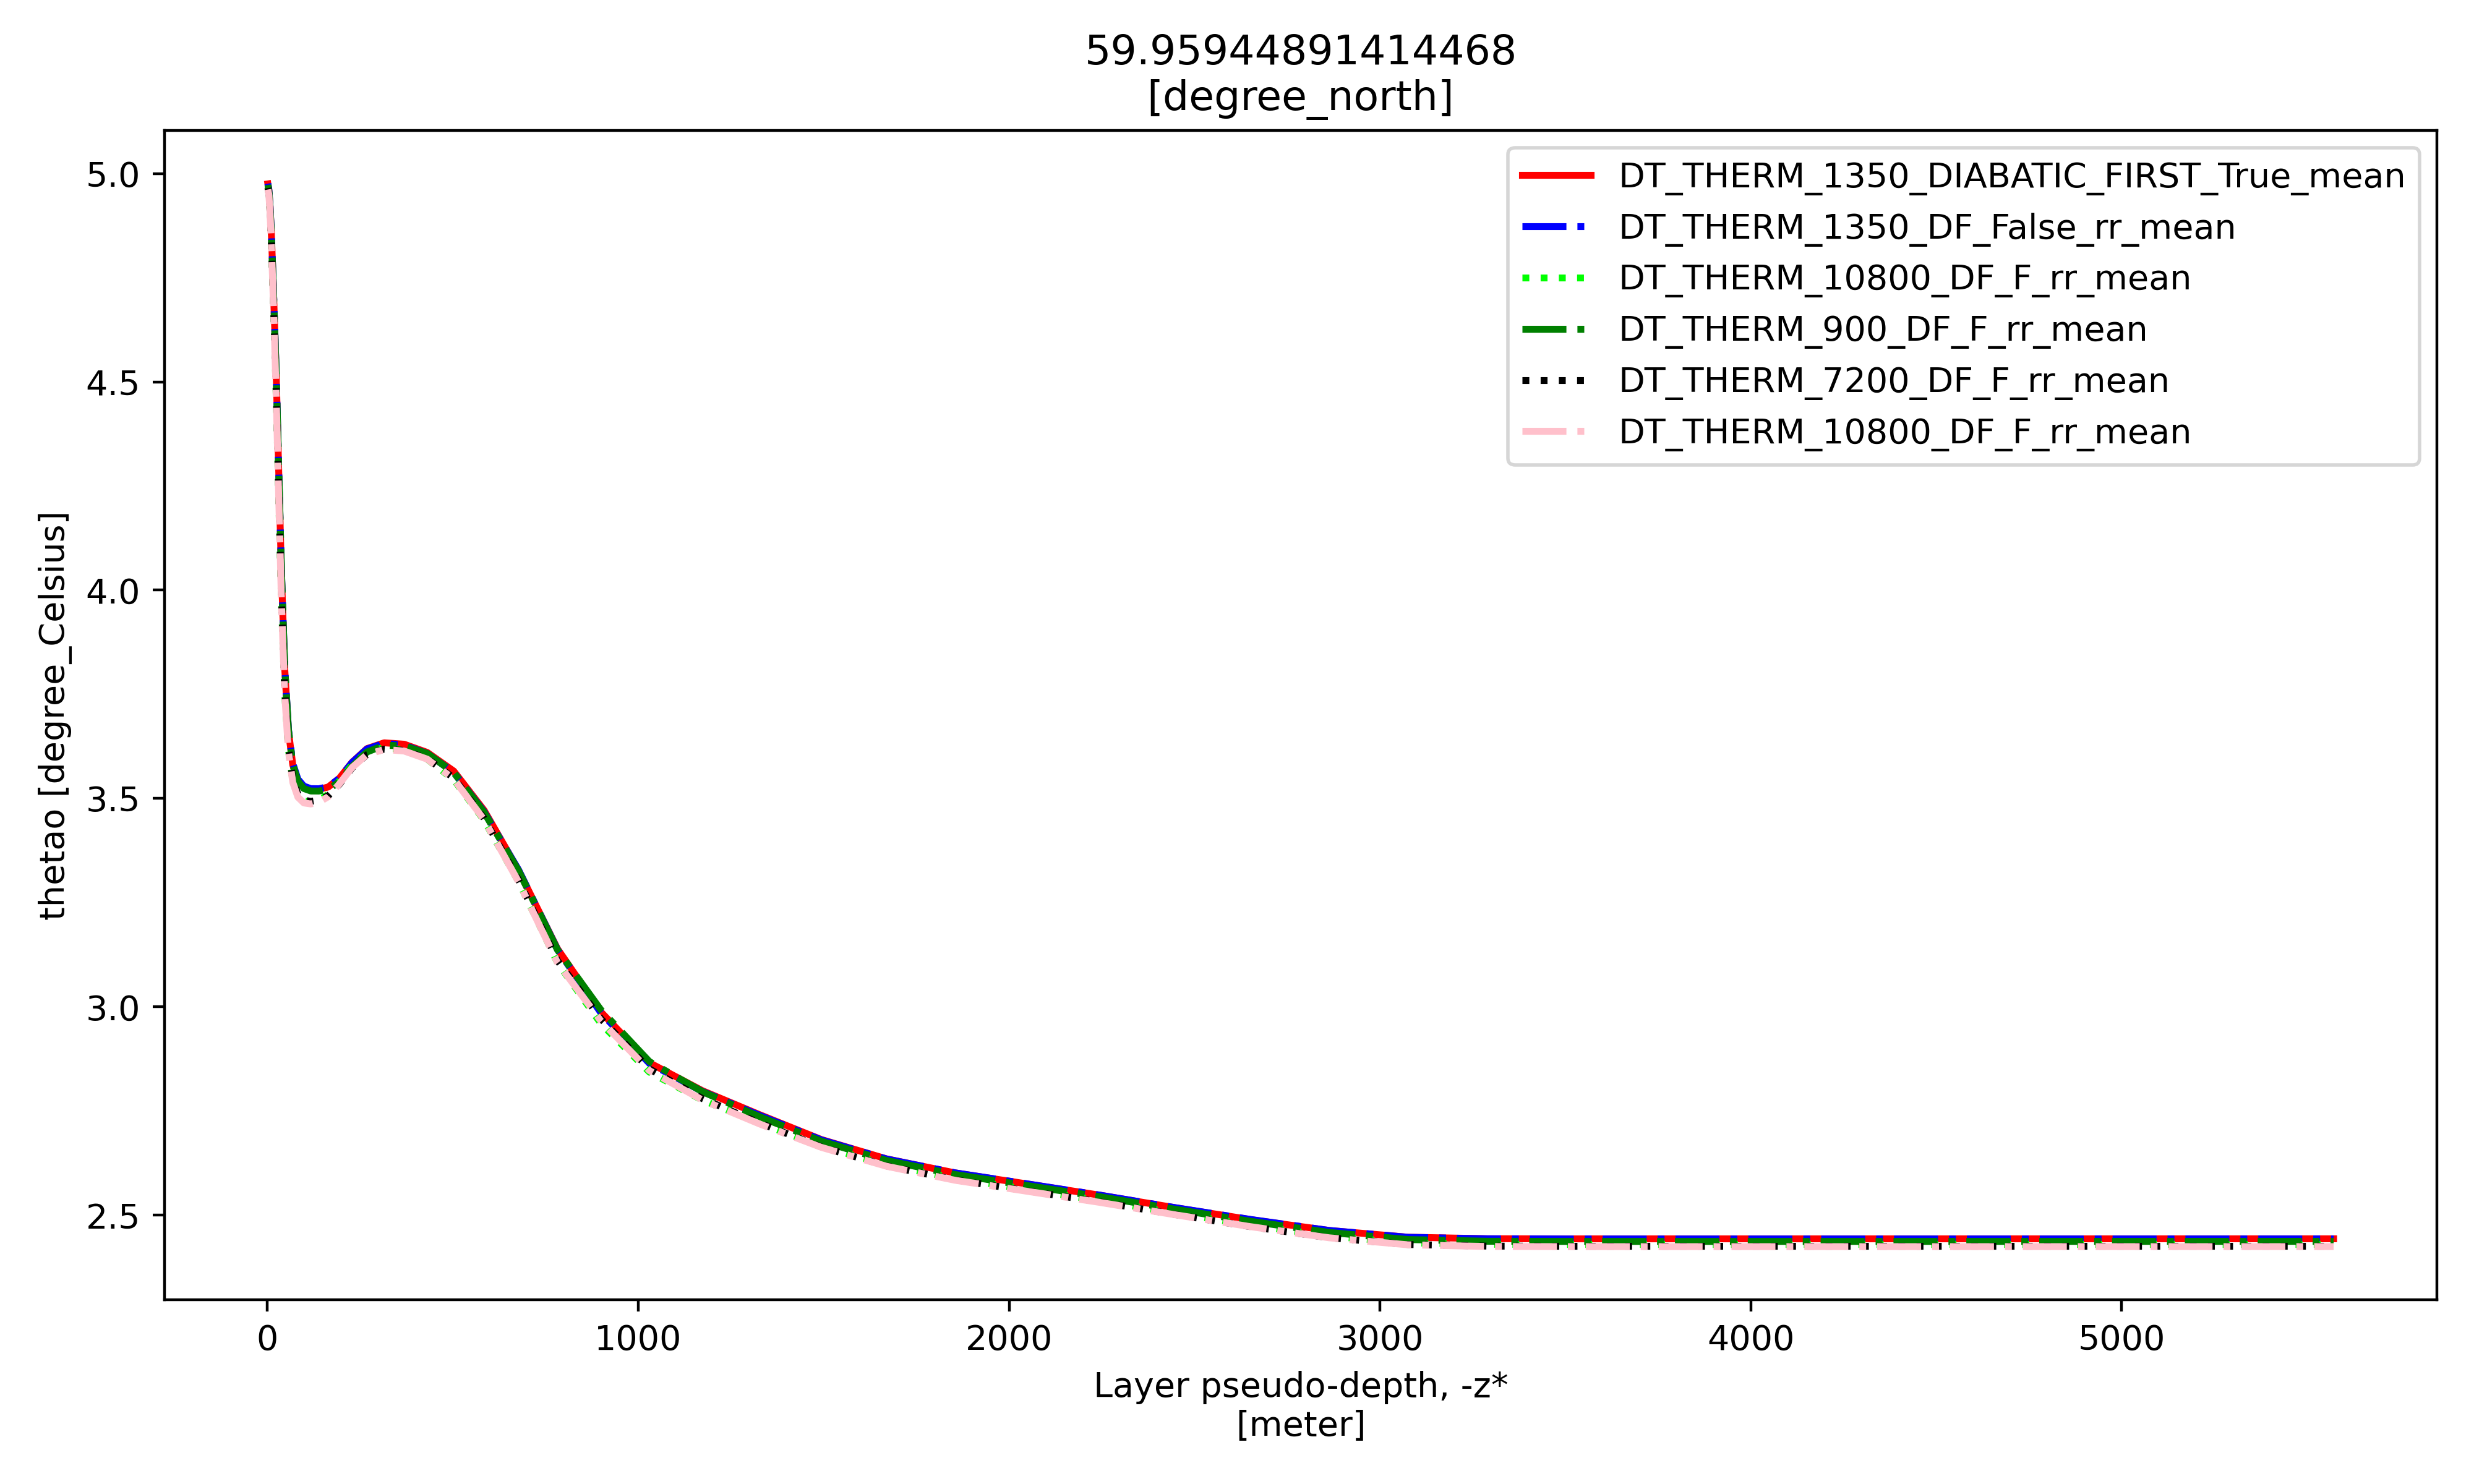 59.95944891414468
[degree_north]
DT_THERM_1350_DIABATIC_FIRST_True_mean
DT_THERM_1350_DF_False_rr_mean
DT_THERM_10800_DF_F_rr_mean
DT_THERM_900_DF_F_rr_mean
DT_THERM_7200_DF_F_rr_mean
DT_THERM_10800_DF_F_rr_mean
thetao [degree_Celsius]
5.0
4.5
4.0
3.5
3.0
2.5
0
1000
2000
3000
4000
5000
Layer pseudo-depth, -z*
[meter]